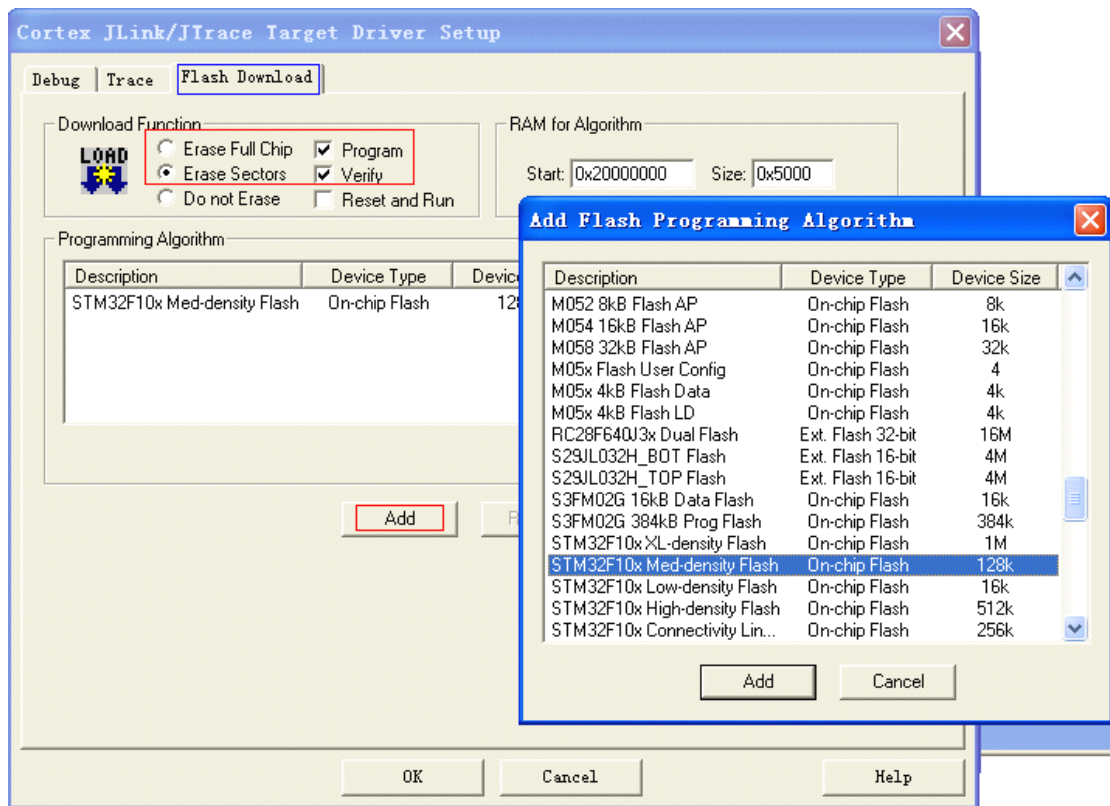 Cortex JLink/JTrace Target Driver Setup
Debug Trace Flash Download
Download Function
LOAD
Erase Full Chip Program
Erase Sectors Verify
Do not Erase Reset and Run
RAM for Algorithm
Start: 0x20000000 Size: 0x5000
Programming Algorithm
Description Device Type
STM32F10x Med-density Flash On-chip Flash
Add
OK Cancel Help
Add Flash Programming Algorithm
Description Device Type Device Size
M052 8kB Flash AP On-chip Flash 8k
M054 16kB Flash AP On-chip Flash 16k
M058 32kB Flash AP On-chip Flash 32k
M05x Flash User Config On-chip Flash 4
M05x 4kB Flash Data On-chip Flash 4k
M05x 4kB Flash LD On-chip Flash 4k
RC28F640J3x Dual Flash Ext. Flash 32-bit 16M
S29JL032H_BOT Flash Ext. Flash 16-bit 4M
S29JL032H_TOP Flash Ext. Flash 16-bit 4M
S3FM02G 16kB Data Flash On-chip Flash 16k
S3FM02G 384kB Prog Flash On-chip Flash 384k
STM32F10x XL-density Flash On-chip Flash 1M
STM32F10x Med-density Flash On-chip Flash 128k
STM32F10x Low-density Flash On-chip Flash 16k
STM32F10x High-density Flash On-chip Flash 512k
STM32F10x Connectivity Lin... On-chip Flash 256k
Add Cancel